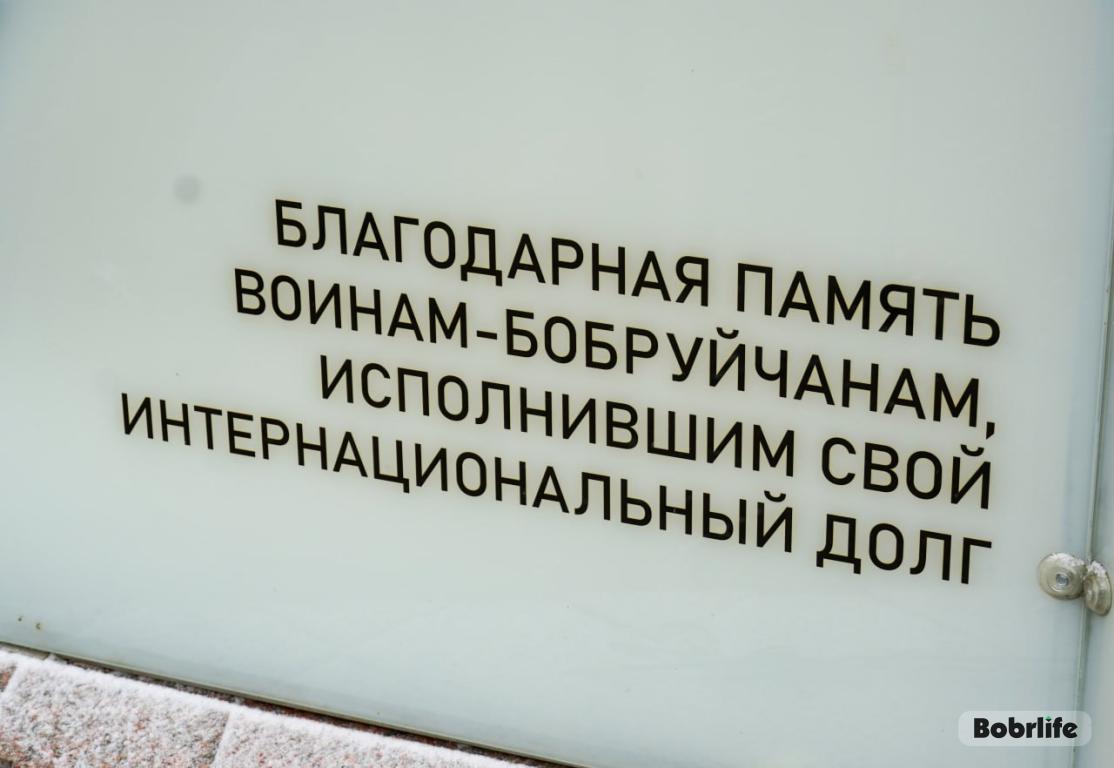 БЛАГОДАРНАЯ ПАМЯТЬ
ВОИНАМ-БОБРУЙЧАНАМ,
ИСПОЛНИВШИМ СВОЙ
ИНТЕРНАЦИОНАЛЬНЫЙ ДОЛГ
Bobrlife